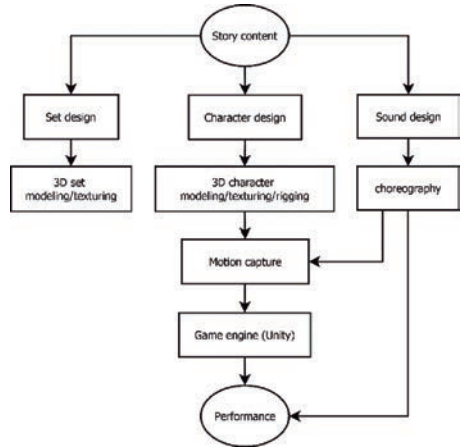 Story content
Set design
Character design
Sound design
3D set
modeling/texturing
3D character
modeling/texturing/rigging
choreography
Motion capture
Game engine (Unity)
Performance